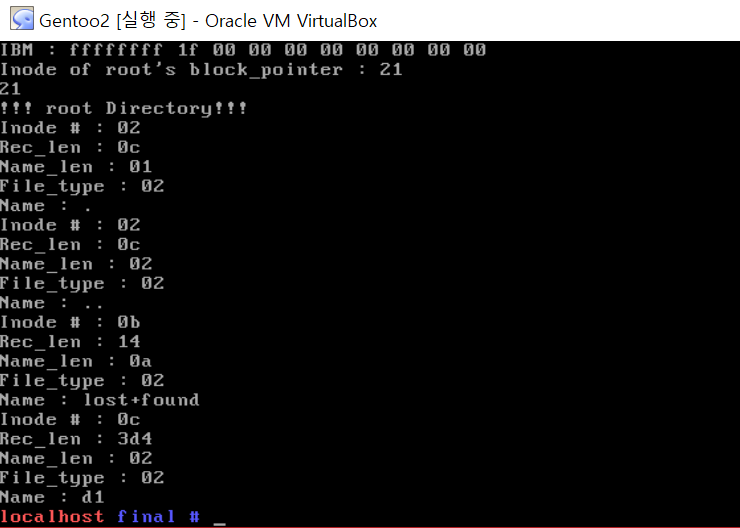 Gentoo2 [실행 중] - Oracle VM VirtualBox
IBM : ffffffff 1f 00 00 00 00 00 00 00 00
Inode of root's block_pointer : 21
21
!!! root Directory!!!
Inode # : 02
Rec_len : 0c
Name_len : 01
File_type : 02
Name : .
Inode # : 02
Rec_len : 0c
Name_len : 02
File_type : 02
Name : ..
Inode # : 0b
Rec_len : 14
Name_len : 0a
File_type : 02
Name : lost+found
Inode # : 0c
Rec_len : 3d4
Name_len : 02
File_type : 02
Name : d1
localhost final # _